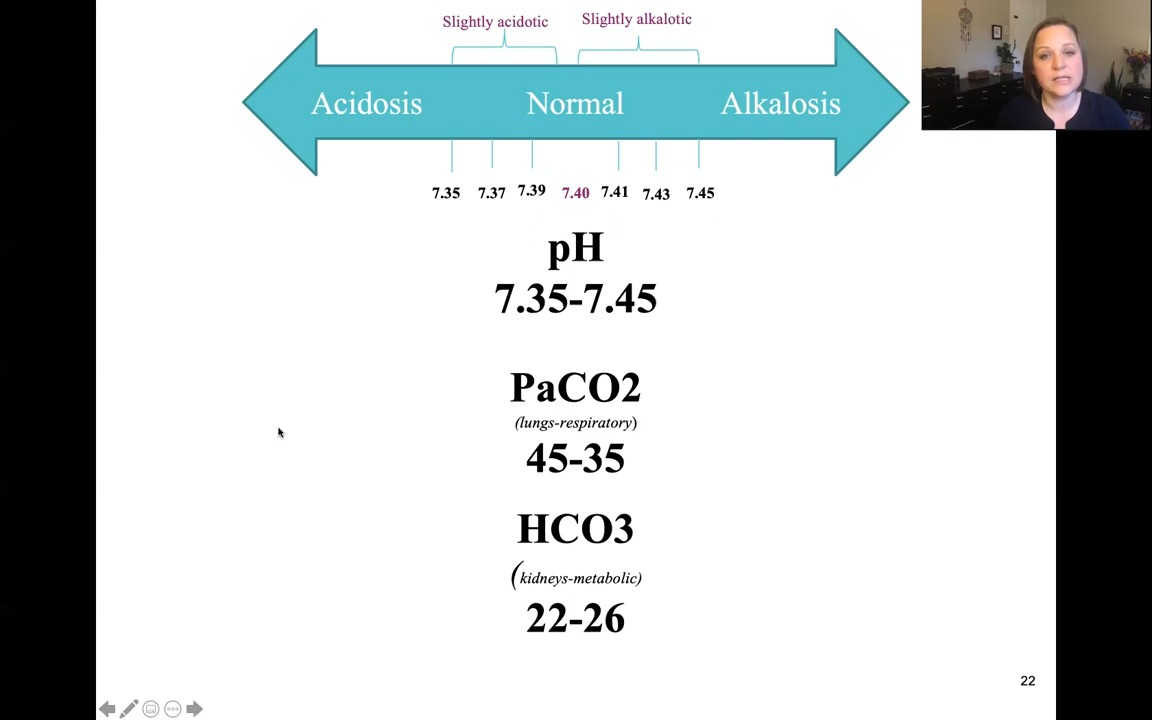 Slightly acidotic
Slightly alkalotic
Acidosis
Normal
Alkalosis
7.35
7.37
7.39
7.40
7.41
7.43
7.45
pH
7.35-7.45
PaCO2
(lungs-respiratory)
45-35
HCO3
(kidneys-metabolic)
22-26
22